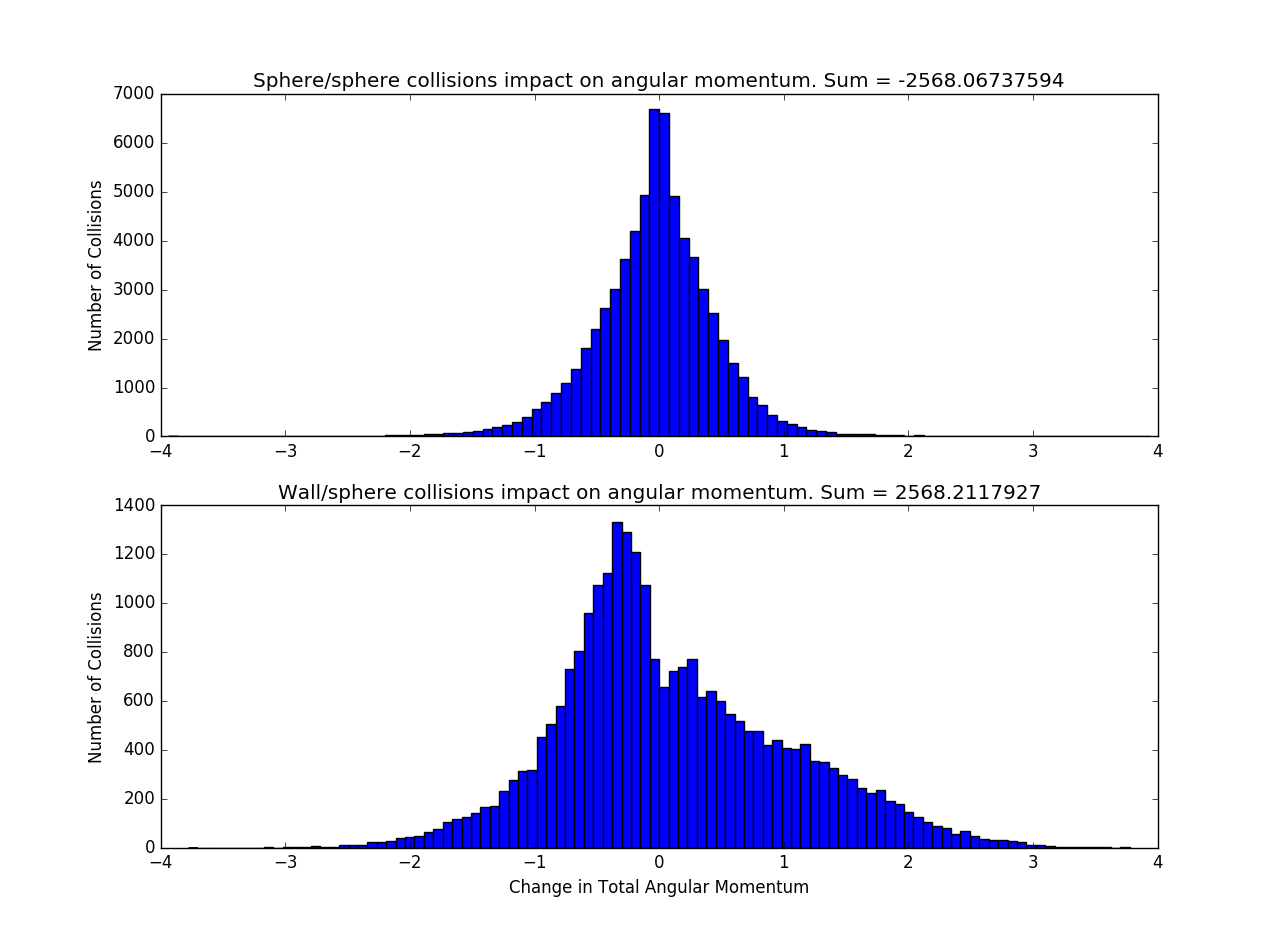 Sphere/sphere collisions impact on angular momentum. Sum = -2568.06737594
7000
6000
5000
4000
3000
2000
1000
0
Number of Collisions
−4 −3 −2 −1 0 1 2 3 4
Wall/sphere collisions impact on angular momentum. Sum = 2568.2117927
1400
1200
1000
800
600
400
200
0
Number of Collisions
−4 −3 −2 −1 0 1 2 3 4
Change in Total Angular Momentum